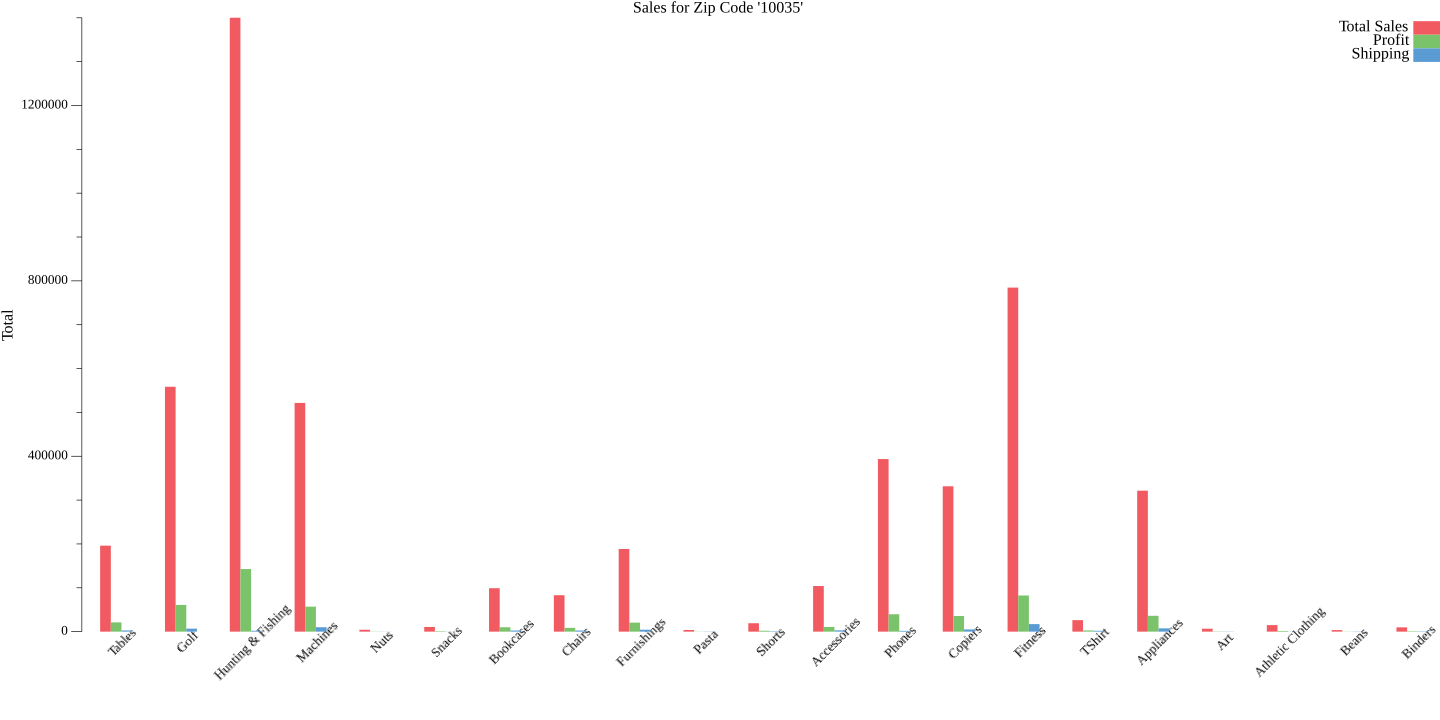 Sales for Zip Code '10035'
Total Sales
Profit
Shipping
1200000
800000
400000
0
Total
Tables
Golf
Hunting & Fishing
Machines
Nuts
Snacks
Bookcases
Chairs
Furnishings
Pasta
Shorts
Accessories
Phones
Copiers
Fitness
TShirt
Appliances
Art
Athletic Clothing
Beans
Binders